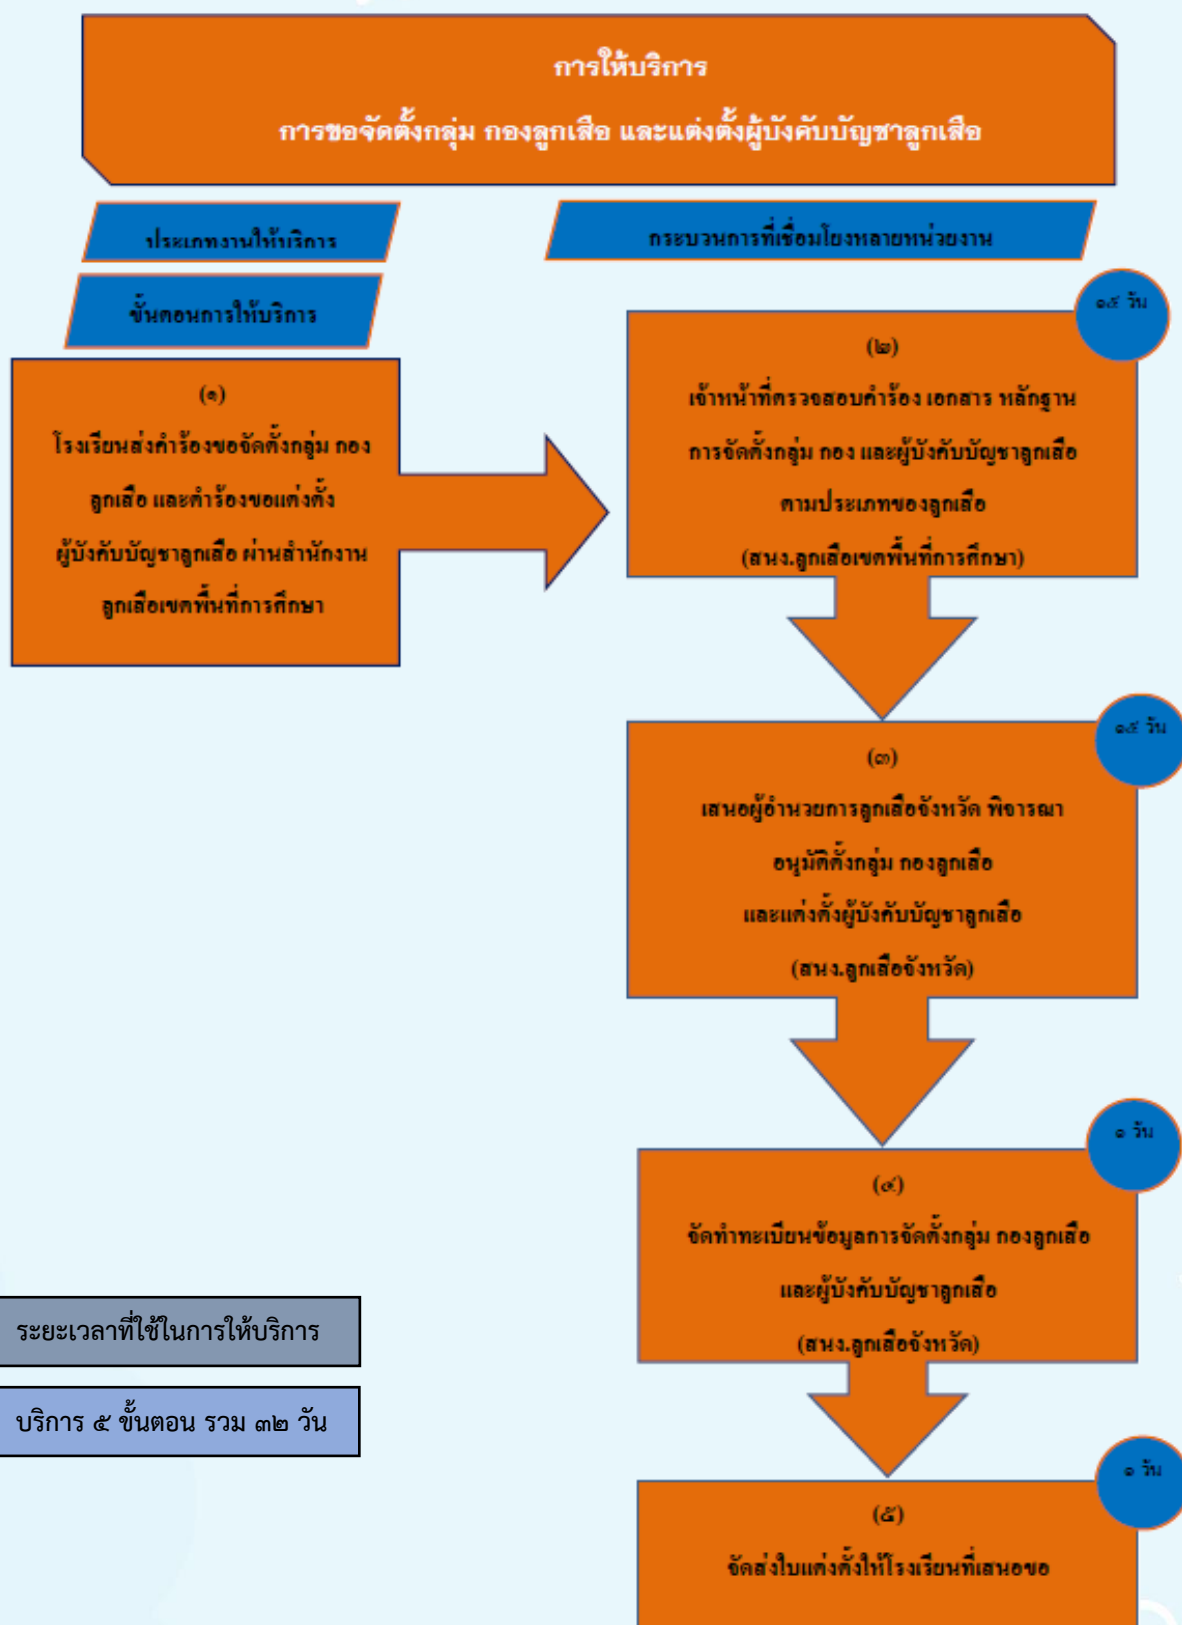 การให้บริการ
การขอจัดตั้งกลุ่ม กองลูกเสือ และแต่งตั้งผู้บังคับบัญชาลูกเสือ
ประเภทงานให้บริการ
กระบวนการที่เชื่อมโยงหลายหน่วยงาน
ขั้นตอนการให้บริการ
(๑)
โรงเรียนส่งคำร้องขอจัดตั้งกลุ่ม กอง
ลูกเสือ และคำร้องขอแต่งตั้ง
ผู้บังคับบัญชาลูกเสือ ผ่านสำนักงาน
ลูกเสือเขตพื้นที่การศึกษา
๑๕ วัน
(๒)
เจ้าหน้าที่ตรวจสอบคำร้อง เอกสาร หลักฐาน
การจัดตั้งกลุ่ม กอง และผู้บังคับบัญชาลูกเสือ
ตามประเภทของลูกเสือ
(สนง.ลูกเสือเขตพื้นที่การศึกษา)
๑๕ วัน
(๓)
เสนอผู้อำนวยการลูกเสือจังหวัด พิจารณา
อนุมัติตั้งกลุ่ม กองลูกเสือ
และแต่งตั้งผู้บังคับบัญชาลูกเสือ
(สนง.ลูกเสือจังหวัด)
๑ วัน
(๔)
จัดทำทะเบียนข้อมูลการจัดตั้งกลุ่ม กองลูกเสือ
และผู้บังคับบัญชาลูกเสือ
(สนง.ลูกเสือจังหวัด)
ระยะเวลาที่ใช้ในการให้บริการ
บริการ ๕ ขั้นตอน รวม ๓๒ วัน
๑ วัน
(๕)
จัดส่งใบแต่งตั้งให้โรงเรียนที่เสนอขอ